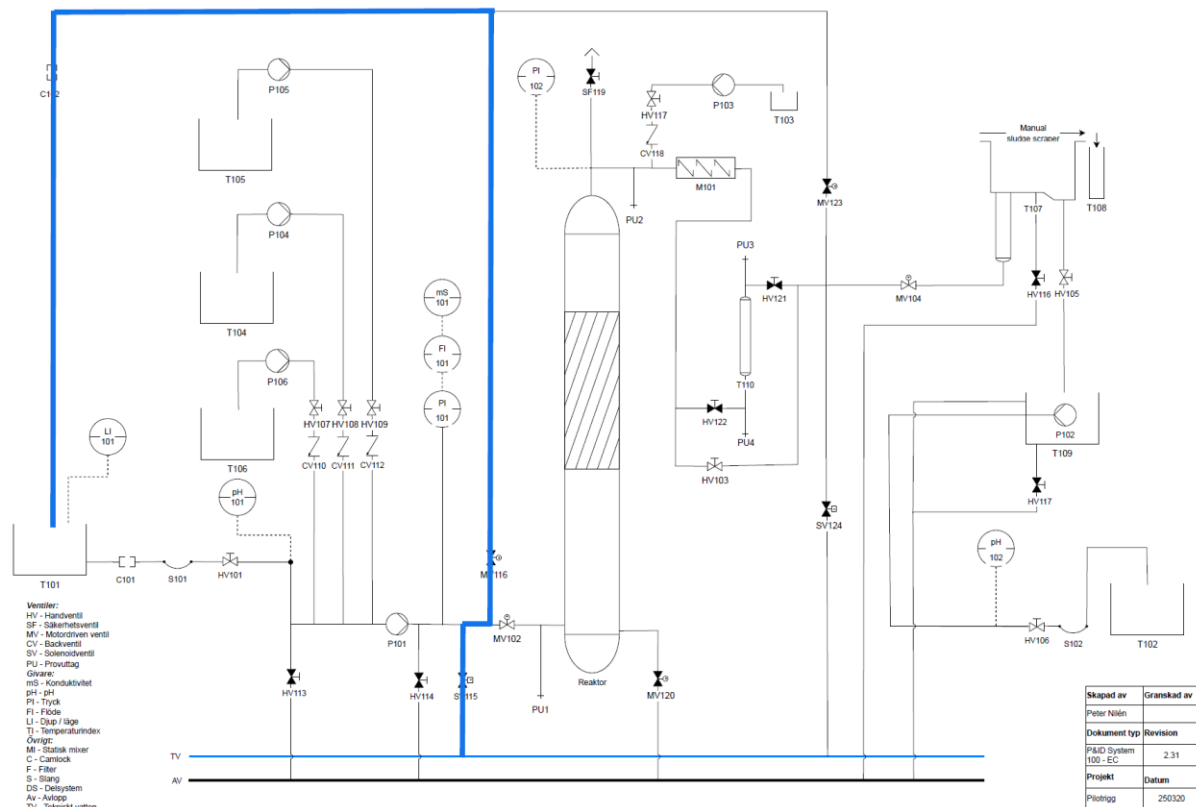 C102
P105
T105
P104
T104
P106
T106
HV107
HV108
HV109
CV110
CV111
CV112
LI
101
pH
101
T101
C101
S101
HV101
mS
101
FI
101
PI
101
P101
HV113
HV114
SV115
MV116
MV102
PU1
Reaktor
MV120
PI
102
SF119
PU2
HV117
CV118
P103
T103
M101
PU3
HV121
T110
HV122
PU4
HV103
MV123
SV124
MV104
Manual
sludge scraper
T107
T108
HV116
HV105
P102
T109
HV117
pH
102
HV106
S102
T102
TV
AV
Ventiler:
HV - Handventil
SF - Säkerhetsventil
MV - Motordriven ventil
CV - Backventil
SV - Solenoidventil
PU - Provuttag
Givare:
mS - Konduktivitet
pH - pH
PI - Tryck
FI - Flöde
LI - Djup / läge
TI - Temperaturindex
Övrigt:
MI - Statisk mixer
C - Camlock
F - Filter
S - Slang
DS - Delsystem
Av - Avlopp
TV - Tekniskt vatten
Skapad av Granskad av
Peter Nilén
Dokument typ Revision
P&ID System
100 - EC
2.31
Projekt Datum
Pilotrigg 250320